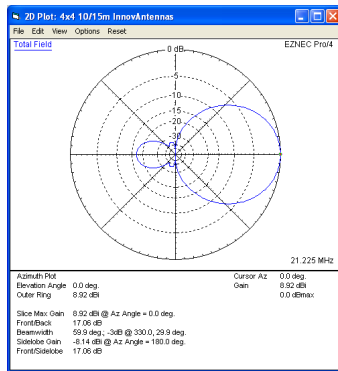 2D Plot: 4x4 10/15m InnovAntennas
File Edit View Options Reset
Total Field
0 dB
EZNEC Pro/4
-5
-10
-15
-20
-30
21.225 MHz
Azimuth Plot
Elevation Angle 0.0 deg.
Outer Ring 8.92 dBi
Cursor Az 0.0 deg.
Gain 8.92 dBi
0.0 dBmax
Slice Max Gain 8.92 dBi @ Az Angle = 0.0 deg.
Front/Back 17.06 dB
Beamwidth 59.9 deg.; -3dB @ 330.0, 29.9 deg.
Sidelobe Gain -8.14 dBi @ Az Angle = 180.0 deg.
Front/Sidelobe 17.06 dB